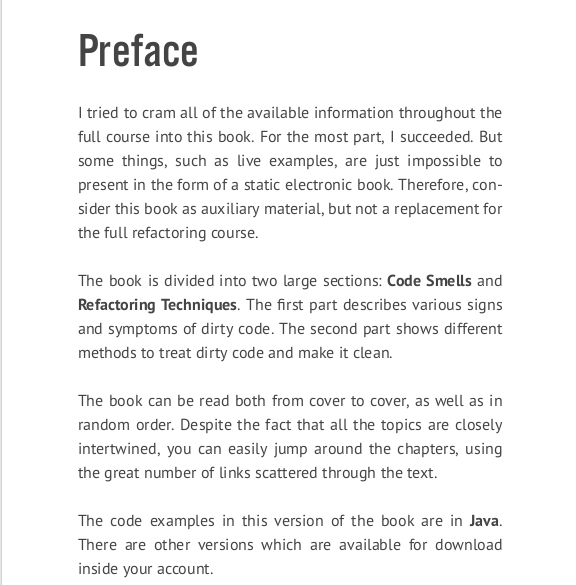 Preface
I tried to cram all of the available information throughout the
full course into this book. For the most part, I succeeded. But
some things, such as live examples, are just impossible to
present in the form of a static electronic book. Therefore, con-
sider this book as auxiliary material, but not a replacement for
the full refactoring course.
The book is divided into two large sections: Code Smells and
Refactoring Techniques. The first part describes various signs
and symptoms of dirty code. The second part shows different
methods to treat dirty code and make it clean.
The book can be read both from cover to cover, as well as in
random order. Despite the fact that all the topics are closely
intertwined, you can easily jump around the chapters, using
the great number of links scattered through the text.
The code examples in this version of the book are in Java.
There are other versions which are available for download
inside your account.